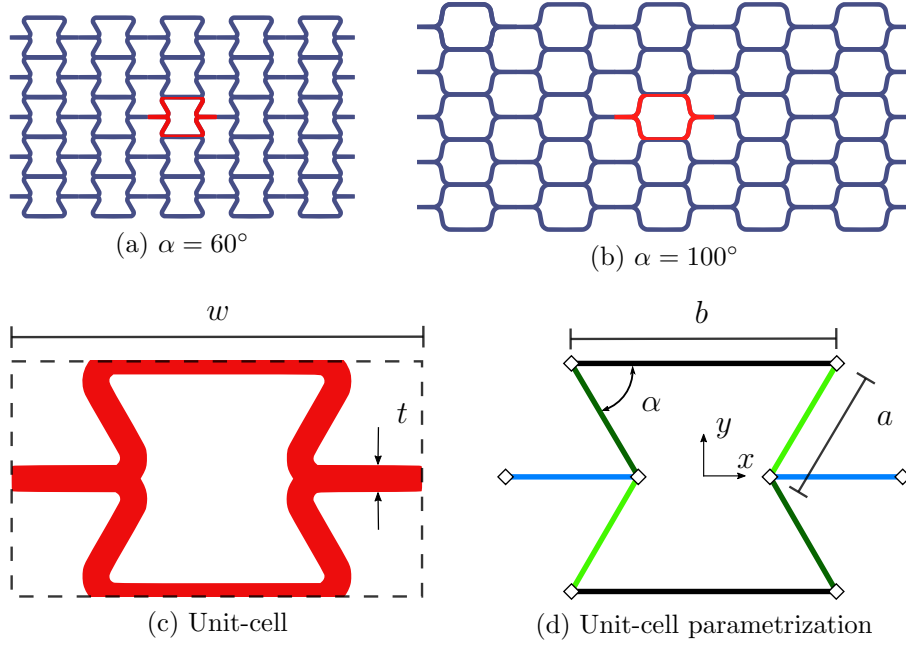 (a) α = 60°
(b) α = 100°
w
t
(c) Unit-cell
b
α
a
y
x
(d) Unit-cell parametrization